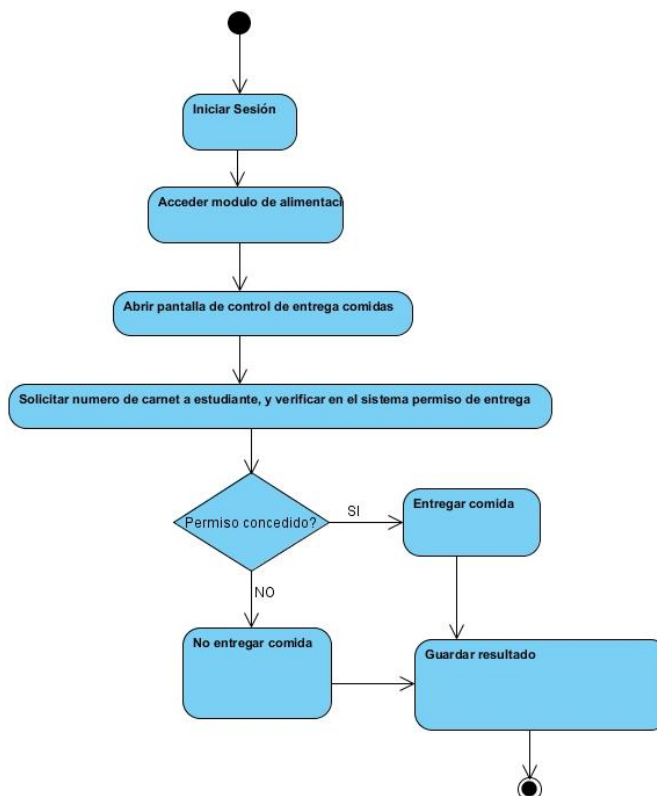 Iniciar Sesión
Acceder modulo de alimentaci
Abrir pantalla de control de entrega comidas
Solicitar numero de carnet a estudiante, y verificar en el sistema permiso de entrega
Permiso concedido?
SI
Entregar comida
NO
No entregar comida
Guardar resultado